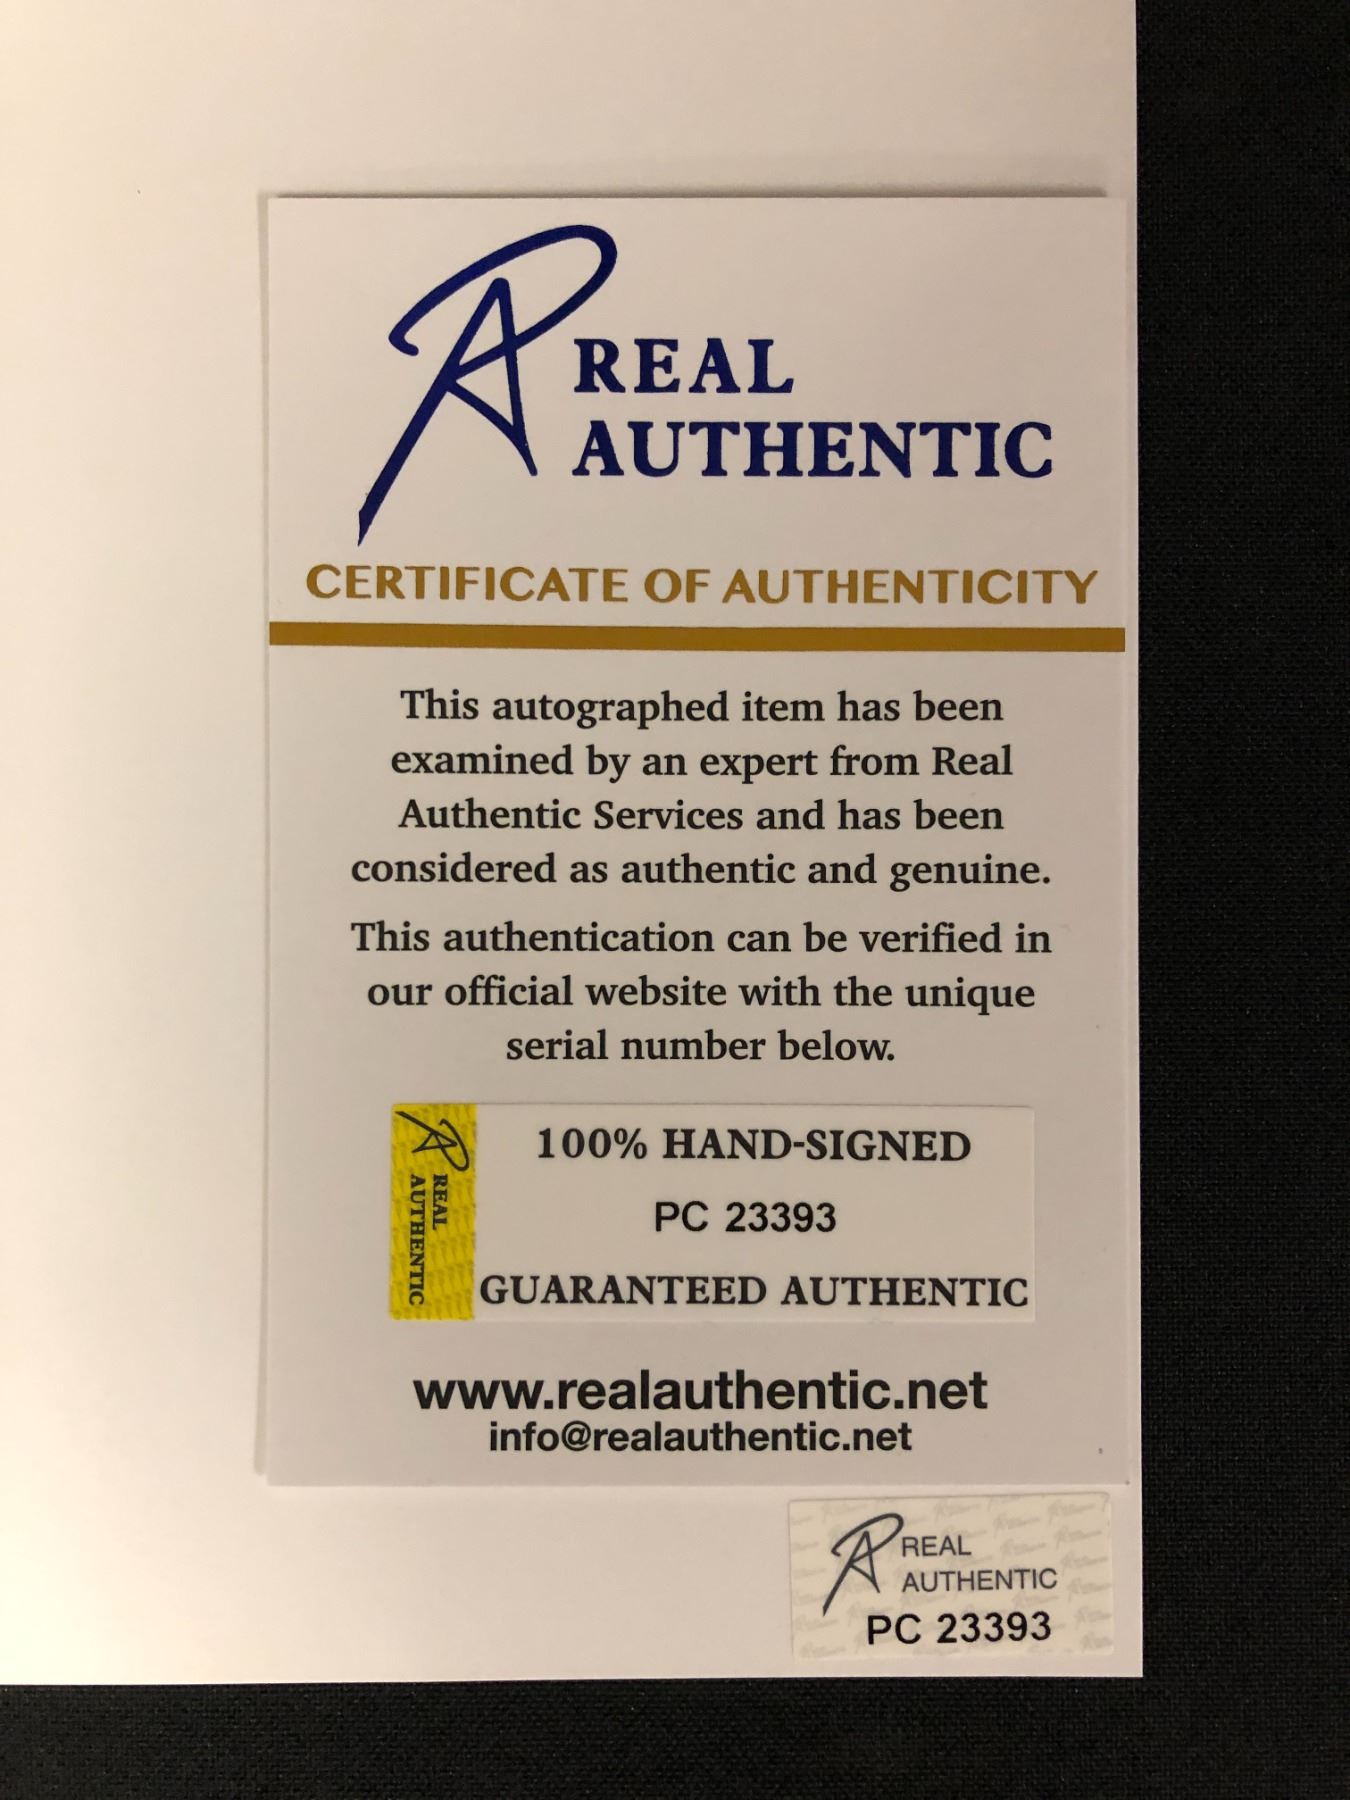 REAL
AUTHENTIC
CERTIFICATE OF AUTHENTICITY
This autographed item has been
examined by an expert from Real
Authentic Services and has been
considered as authentic and genuine.
This authentication can be verified in
our official website with the unique
serial number below.
REAL
AUTHENTIC
100% HAND-SIGNED
PC 23393
GUARANTEED AUTHENTIC
www.realauthentic.net
info@realauthentic.net
REAL
AUTHENTIC
PC 23393